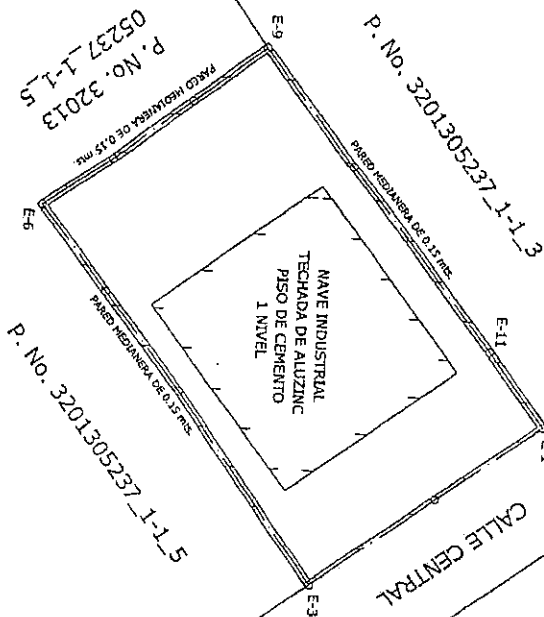 P. No. 3201305237_1-1_3
E-9
P. No. 32013
05237_1-1_5
PARED MEDIANERA DE 0.15 mts.
PARED MEDIANERA DE 0.15 mts.
E-11
NAVE INDUSTRIAL
TECHADA DE ALUZINC
PISO DE CEMENTO
1 NIVEL
E-6
PARED MEDIANERA DE 0.15 mts.
P. No. 3201305237_1-1_5
CALLE CENTRAL
E-3